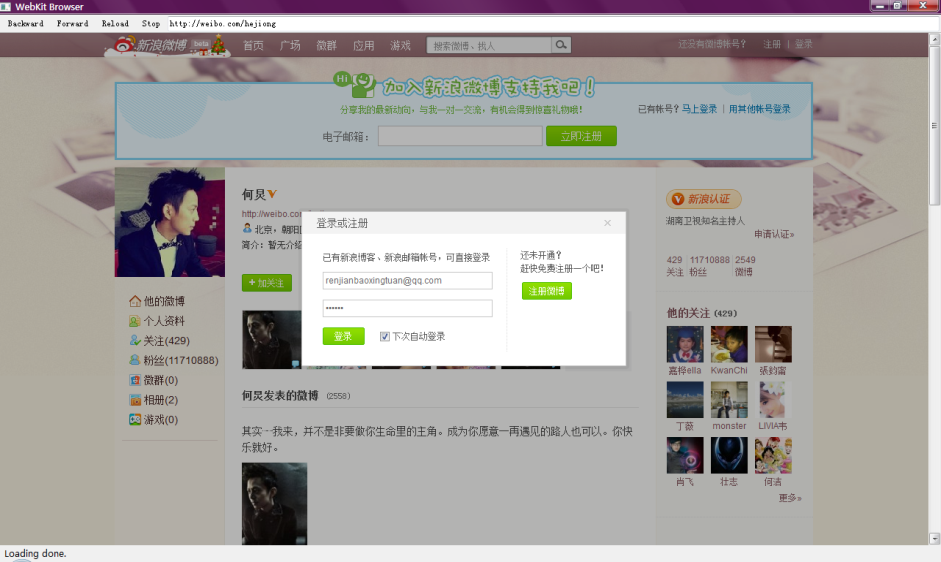 WebKit Browser
Backward Forward Reload Stop http://weibo.com/hejiong
新浪微博 beta 首页 广场 微群 应用 游戏 搜索微博、找人 还没有微博帐号? 注册 | 登录
Hi 加入新浪微博支持我吧!
分享我的最新动向,与我一对一交流,有机会得到惊喜礼物哦! 已有帐号?马上登录 | 用其他帐号登录
电子邮箱: 立即注册
何炅
http://weibo.co
北京,朝阳
简介:暂无介绍
+加关注
登录或注册
已有新浪博客、新浪邮箱帐号,可直接登录
renjianbaoxingtuan@qq.com
••••••
登录 下次自动登录
还未开通?
赶快免费注册一个吧!
注册微博
他的微博
个人资料
关注(429)
粉丝(11710888)
微群(0)
相册(2)
游戏(0)
何炅发表的微博 (2558)
其实一我来,并不是非要做你生命里的主角。成为你愿意一再遇见的路人也可以。你快
乐就好。
新浪认证
湖南卫视知名主持人
申请认证»
429 11710888 2549
关注 粉丝 微博
他的关注 (429)
嘉桦ella KwanChi 張鈞甯
丁薇 monster LIVIA韦
肖飞 壮志 何洁
更多»
Loading done.